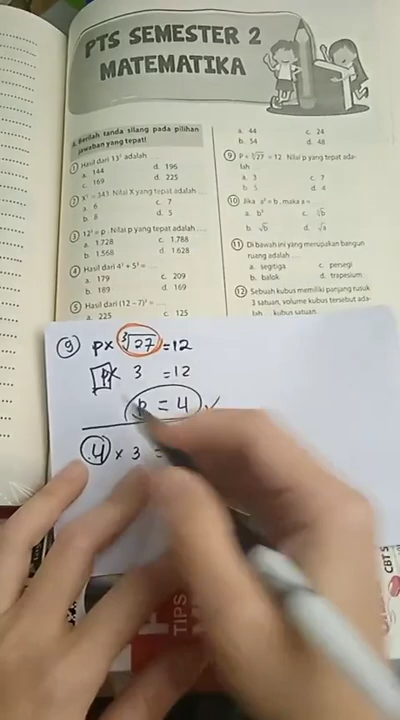 PTS SEMESTER 2
MATEMATIKA
A. Berilah tanda silang pada pilihan
jawaban yang tepat!
1 Hasil dari 13² adalah
a. 144
d. 196
c. 169
d. 225
2 X³ = 343. Nilai X yang tepat adalah ....
a. 6
c. 7
b. 8
d. 5
3 12³ = p. Nilai p yang tepat adalah ....
a. 1.728
c. 1.788
b. 1.568
d. 1.628
4 Hasil dari 4³ + 5³ = ....
a. 179
c. 209
b. 189
d. 169
5 Hasil dari (12 – 7)³ = ....
a. 225
c. 125
a. 44
c. 24
b. 54
d. 48
9 P × ∛27 = 12 Nilai p yang tepat ada-
lah
a. 3
c. 7
b. 5
d. 4
10 Jika a³ = b, maka a =
a. b³
c. ∛b
b. √b
d. √a
11 Di bawah ini yang merupakan bangun
ruang adalah
a. segitiga
c. persegi
b. balok
d. trapesium
12 Sebuah kubus memiliki panjang rusuk
3 satuan, volume kubus tersebut ada-
lah kubus satuan.
9 p× ∛27 = 12
p× 3 = 12
p = 4 ✓
4 × 3 =
TIPS
CBT S